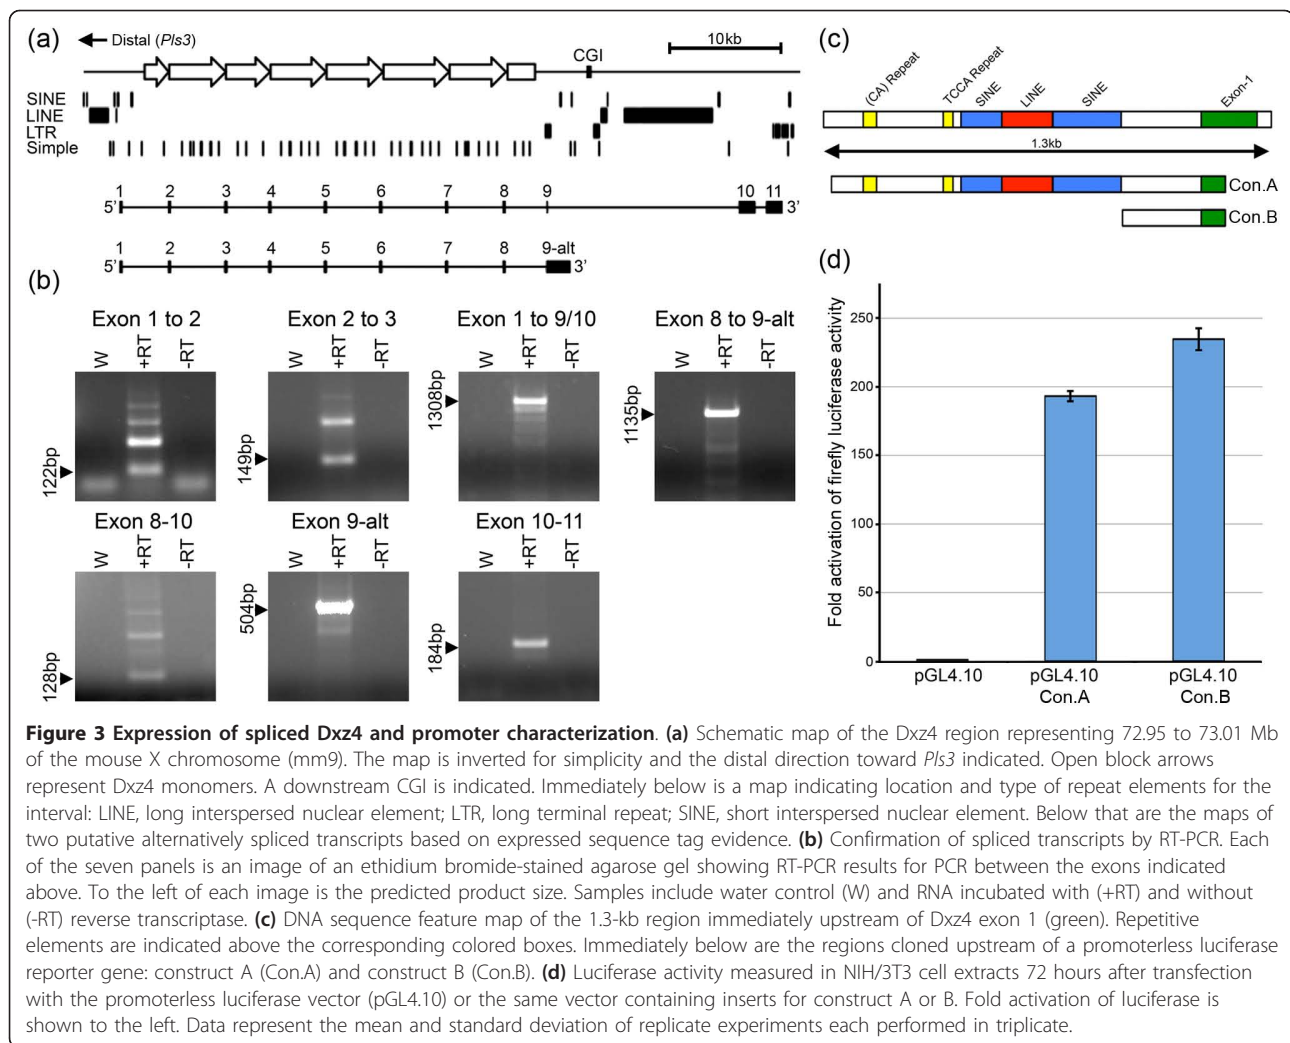 (a)
Distal (Pls3)
CGI
10kb
SINE
LINE
LTR
Simple
1 2 3 4 5 6 7 8 9 10 11
5' 3'
1 2 3 4 5 6 7 8 9-alt
5' 3'
(b)
Exon 1 to 2
W +RT -RT
122bp
Exon 2 to 3
W +RT -RT
149bp
Exon 1 to 9/10
W +RT -RT
1308bp
Exon 8 to 9-alt
W +RT -RT
1135bp
Exon 8-10
W +RT -RT
128bp
Exon 9-alt
W +RT -RT
504bp
Exon 10-11
W +RT -RT
184bp
(c)
(CA) Repeat
TCCA Repeat
SINE
LINE
SINE
Exon-1
1.3kb
Con.A
Con.B
(d)
Fold activation of firefly luciferase activity
250
200
150
100
50
0
pGL4.10
pGL4.10 Con.A
pGL4.10 Con.B
Figure 3 Expression of spliced Dxz4 and promoter characterization. (a) Schematic map of the Dxz4 region representing 72.95 to 73.01 Mb
of the mouse X chromosome (mm9). The map is inverted for simplicity and the distal direction toward Pls3 indicated. Open block arrows
represent Dxz4 monomers. A downstream CGI is indicated. Immediately below is a map indicating location and type of repeat elements for the
interval: LINE, long interspersed nuclear element; LTR, long terminal repeat; SINE, short interspersed nuclear element. Below that are the maps of
two putative alternatively spliced transcripts based on expressed sequence tag evidence. (b) Confirmation of spliced transcripts by RT-PCR. Each
of the seven panels is an image of an ethidium bromide-stained agarose gel showing RT-PCR results for PCR between the exons indicated
above. To the left of each image is the predicted product size. Samples include water control (W) and RNA incubated with (+RT) and without
(-RT) reverse transcriptase. (c) DNA sequence feature map of the 1.3-kb region immediately upstream of Dxz4 exon 1 (green). Repetitive
elements are indicated above the corresponding colored boxes. Immediately below are the regions cloned upstream of a promoterless luciferase
reporter gene: construct A (Con.A) and construct B (Con.B). (d) Luciferase activity measured in NIH/3T3 cell extracts 72 hours after transfection
with the promoterless luciferase vector (pGL4.10) or the same vector containing inserts for construct A or B. Fold activation of luciferase is
shown to the left. Data represent the mean and standard deviation of replicate experiments each performed in triplicate.